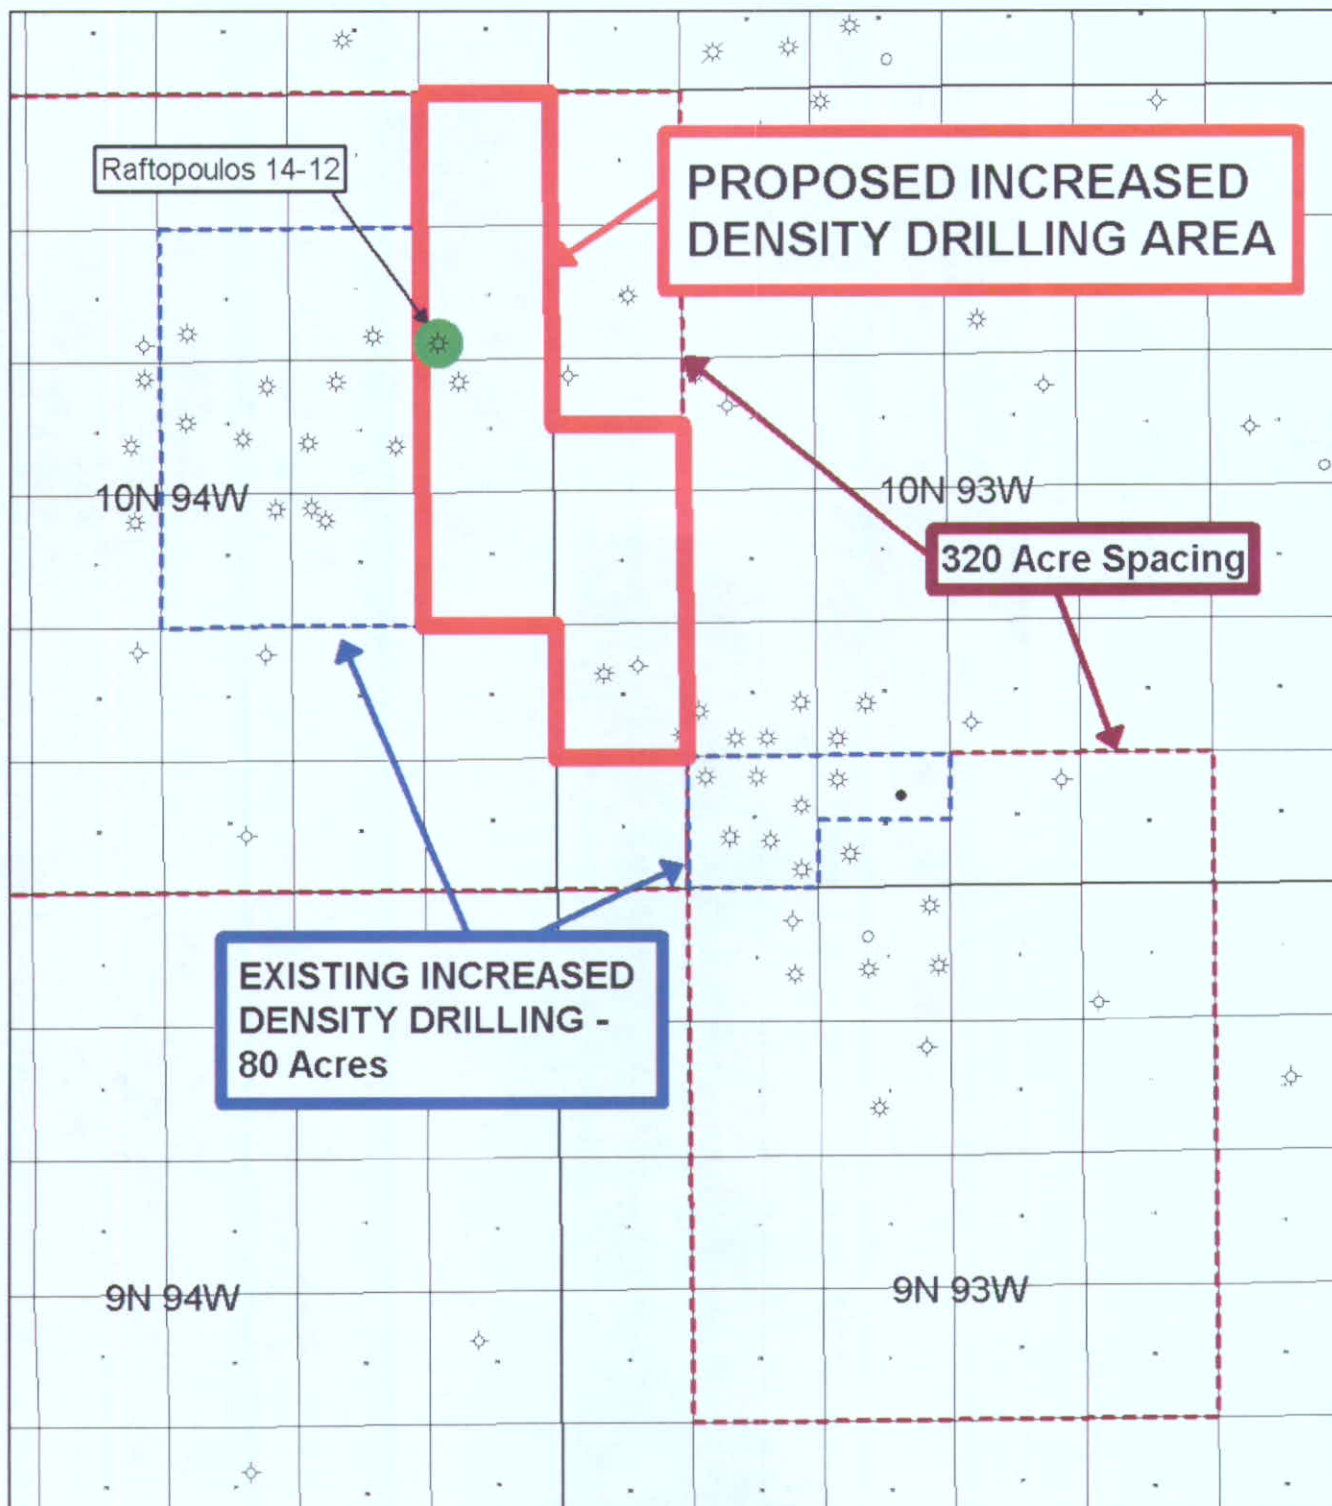 Raftopoulos 14-12
PROPOSED INCREASED
DENSITY DRILLING AREA
10N 94W
10N 93W
320 Acre Spacing
EXISTING INCREASED
DENSITY DRILLING -
80 Acres
9N 94W
9N 93W